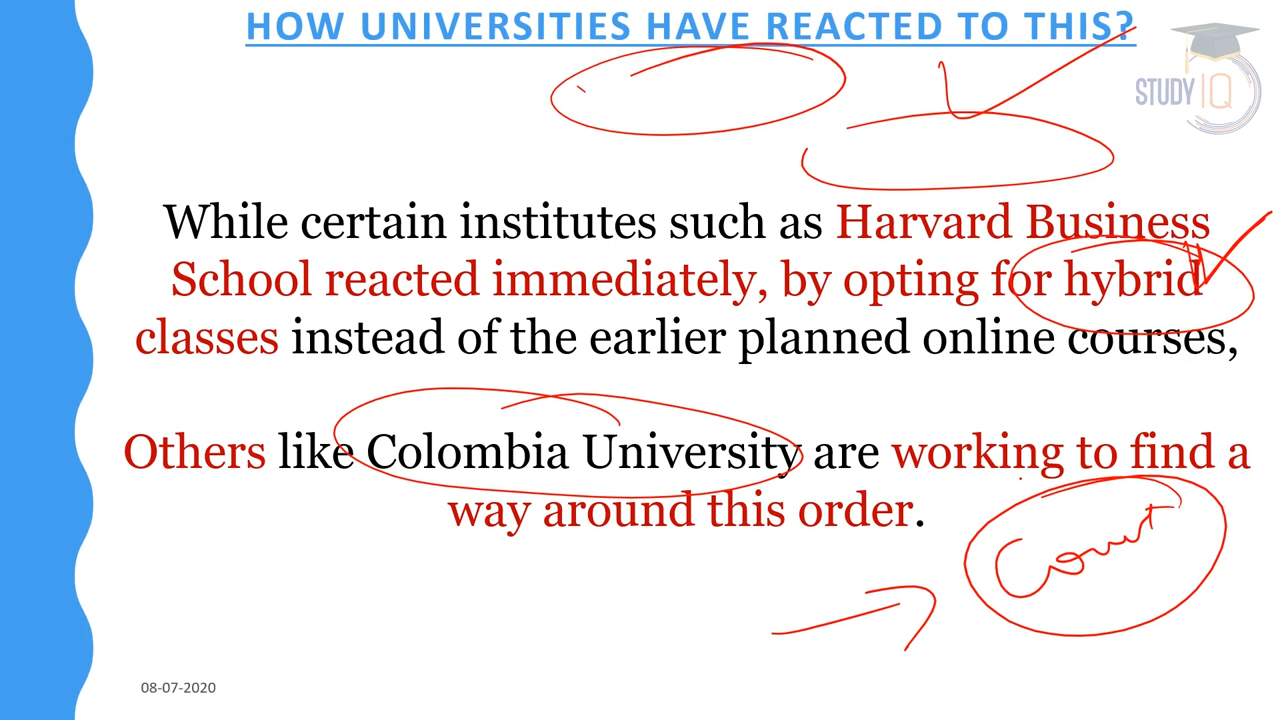 HOW UNIVERSITIES HAVE REACTED TO THIS?
STUDY IQ
While certain institutes such as Harvard Business
School reacted immediately, by opting for hybrid
classes instead of the earlier planned online courses,
Others like Colombia University are working to find a
way around this order.
Court
08-07-2020